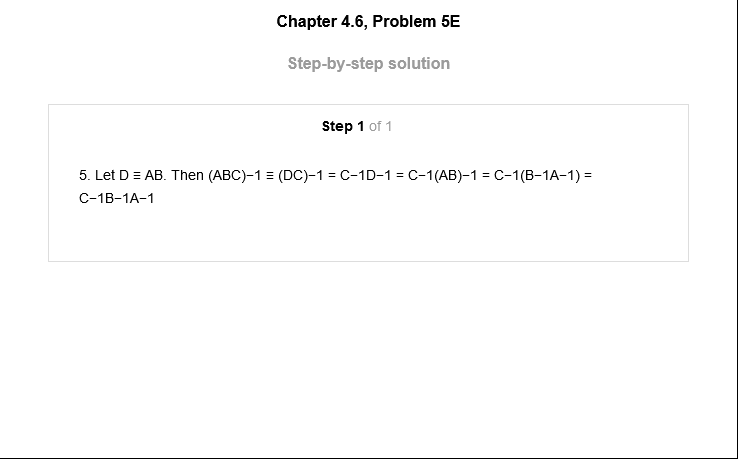 Chapter 4.6, Problem 5E
Step-by-step solution
Step 1 of 1
5. Let D ≡ AB. Then (ABC)−1 ≡ (DC)−1 = C−1D−1 = C−1(AB)−1 = C−1(B−1A−1) =
C−1B−1A−1